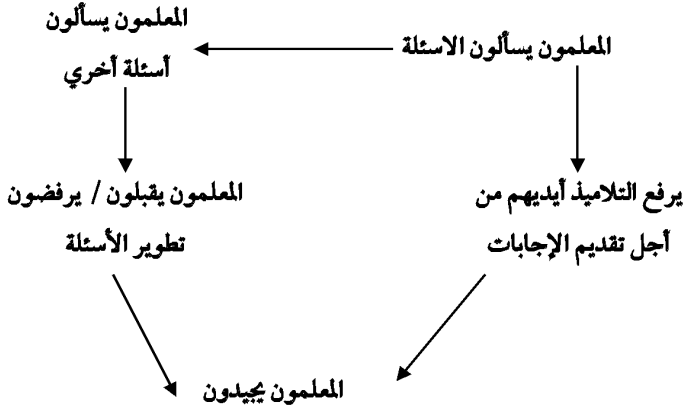 المعلمون يسألون الاسئلة
المعلمون يسألون
أسئلة أخري
يرفع التلاميذ أيديهم من
أجل تقديم الإجابات
المعلمون يقبلون / يرفضون
تطوير الأسئلة
المعلمون يجيدون